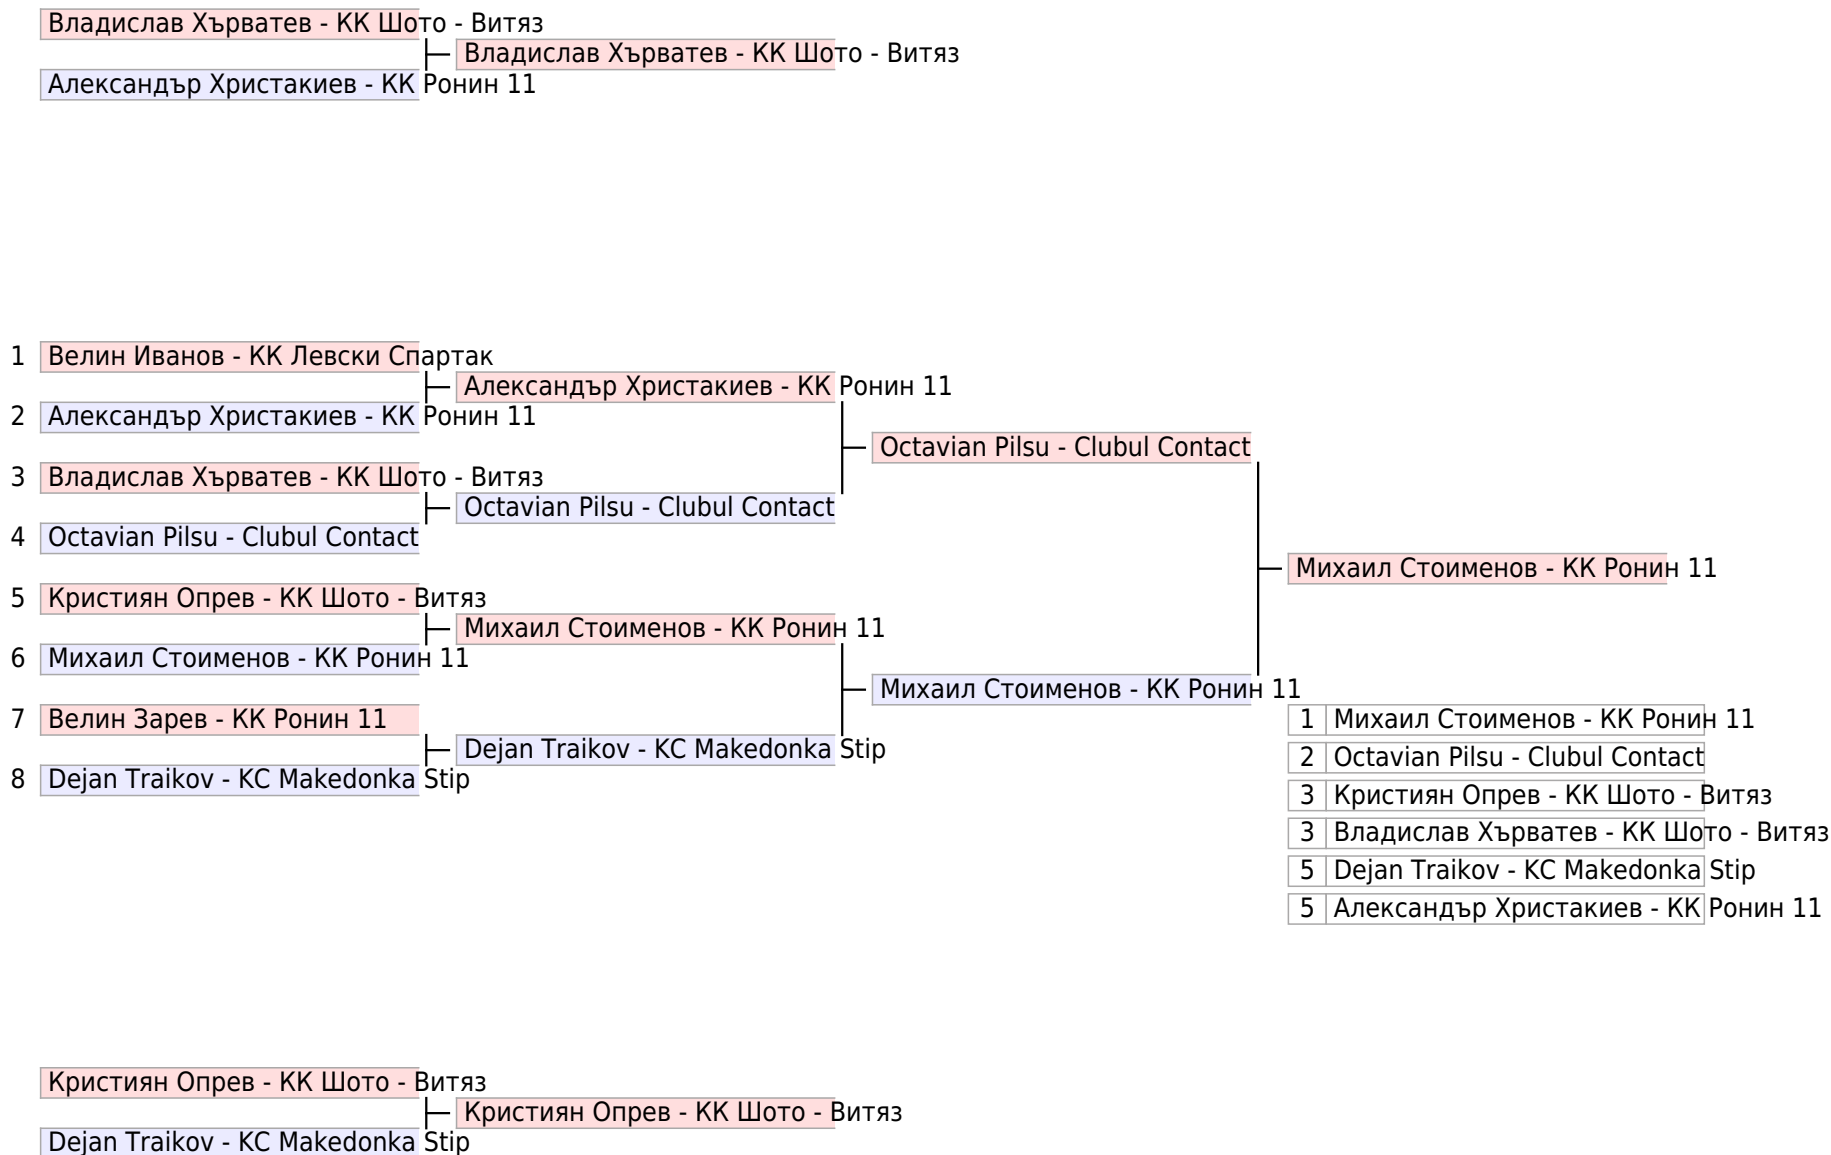 Владислав Хърватев - КК Шото - Витяз
Владислав Хърватев - КК Шото - Витяз
Александър Христакиев - КК Ронин 11
1 Велин Иванов - КК Левски Спартак
Александър Христакиев - КК Ронин 11
2 Александър Христакиев - КК Ронин 11
Octavian Pilsu - Clubul Contact
3 Владислав Хърватев - КК Шото - Витяз
Octavian Pilsu - Clubul Contact
4 Octavian Pilsu - Clubul Contact
Михаил Стоименов - КК Ронин 11
5 Кристиян Опрев - КК Шото - Витяз
Михаил Стоименов - КК Ронин 11
6 Михаил Стоименов - КК Ронин 11
Михаил Стоименов - КК Ронин 11
7 Велин Зарев - КК Ронин 11
Dejan Traikov - KC Makedonka Stip
8 Dejan Traikov - KC Makedonka Stip
1 Михаил Стоименов - КК Ронин 11
2 Octavian Pilsu - Clubul Contact
3 Кристиян Опрев - КК Шото - Витяз
3 Владислав Хърватев - КК Шото - Витяз
5 Dejan Traikov - KC Makedonka Stip
5 Александър Христакиев - КК Ронин 11
Кристиян Опрев - КК Шото - Витяз
Кристиян Опрев - КК Шото - Витяз
Dejan Traikov - KC Makedonka Stip